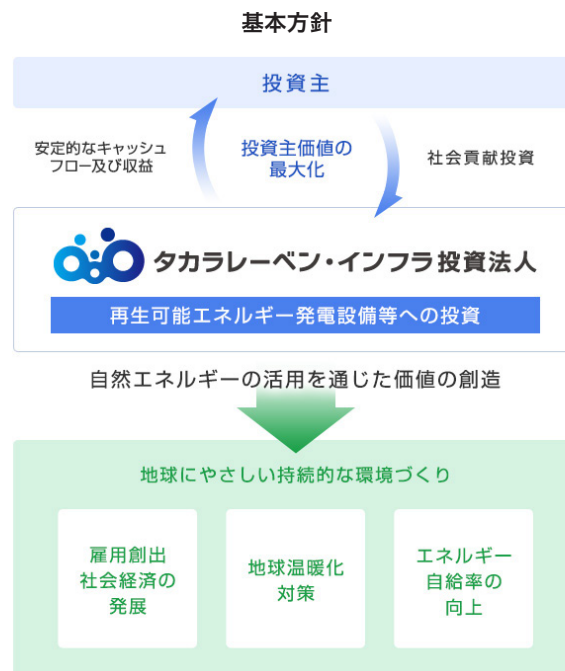 基本方針
投資主
安定的なキャッシュ
フロー及び収益
投資主価値の
最大化
社会貢献投資
タカラレーベン・インフラ投資法人
再生可能エネルギー発電設備等への投資
自然エネルギーの活用を通じた価値の創造
地球にやさしい持続的な環境づくり
雇用創出
社会経済の
発展
地球温暖化
対策
エネルギー
自給率の
向上